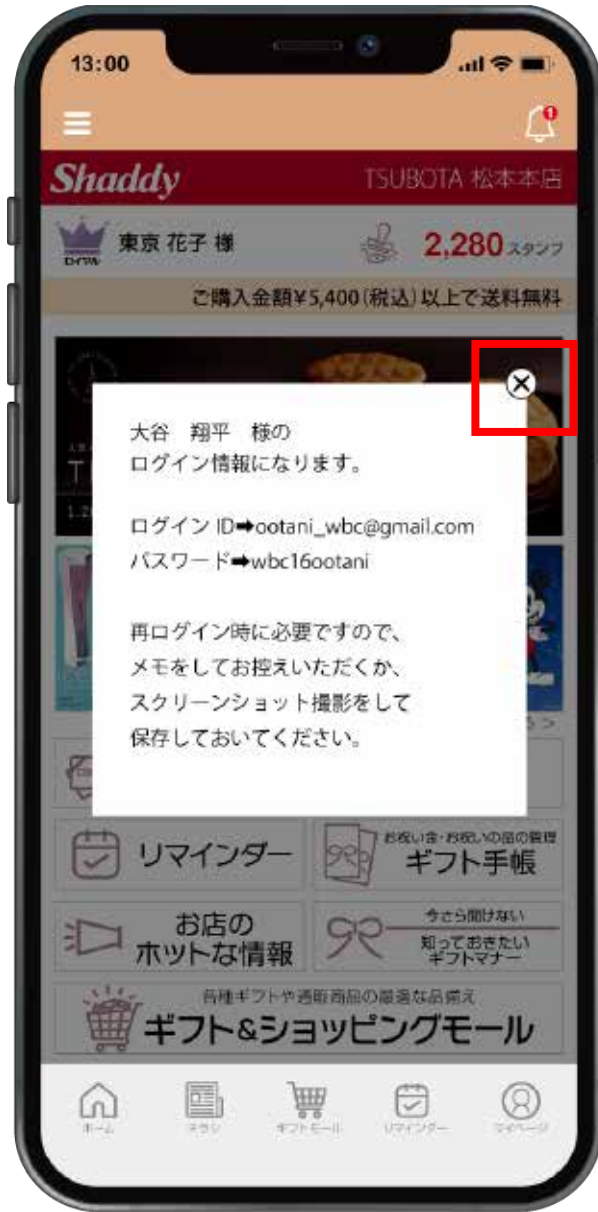 13:00
1
Shaddy
TSUBOTA 松本本店
ロイヤル
東京 花子 様
2,280 スタンプ
ご購入金額¥5,400(税込)以上で送料無料
大谷 翔平 様の
ログイン情報になります。
ログインID➡ootani_wbc@gmail.com
パスワード➡wbc16ootani
再ログイン時に必要ですので、
メモをしてお控えいただくか、
スクリーンショット撮影をして
保存しておいてください。
リマインダー
お祝い金・お祝いの品の管理
ギフト手帳
お店の
ホットな情報
今さら聞けない
知っておきたい
ギフトマナー
各種ギフトや通販商品の最適な品揃え
ギフト&ショッピングモール
ホーム
チラシ
ギフトモール
リマインダー
マイページ